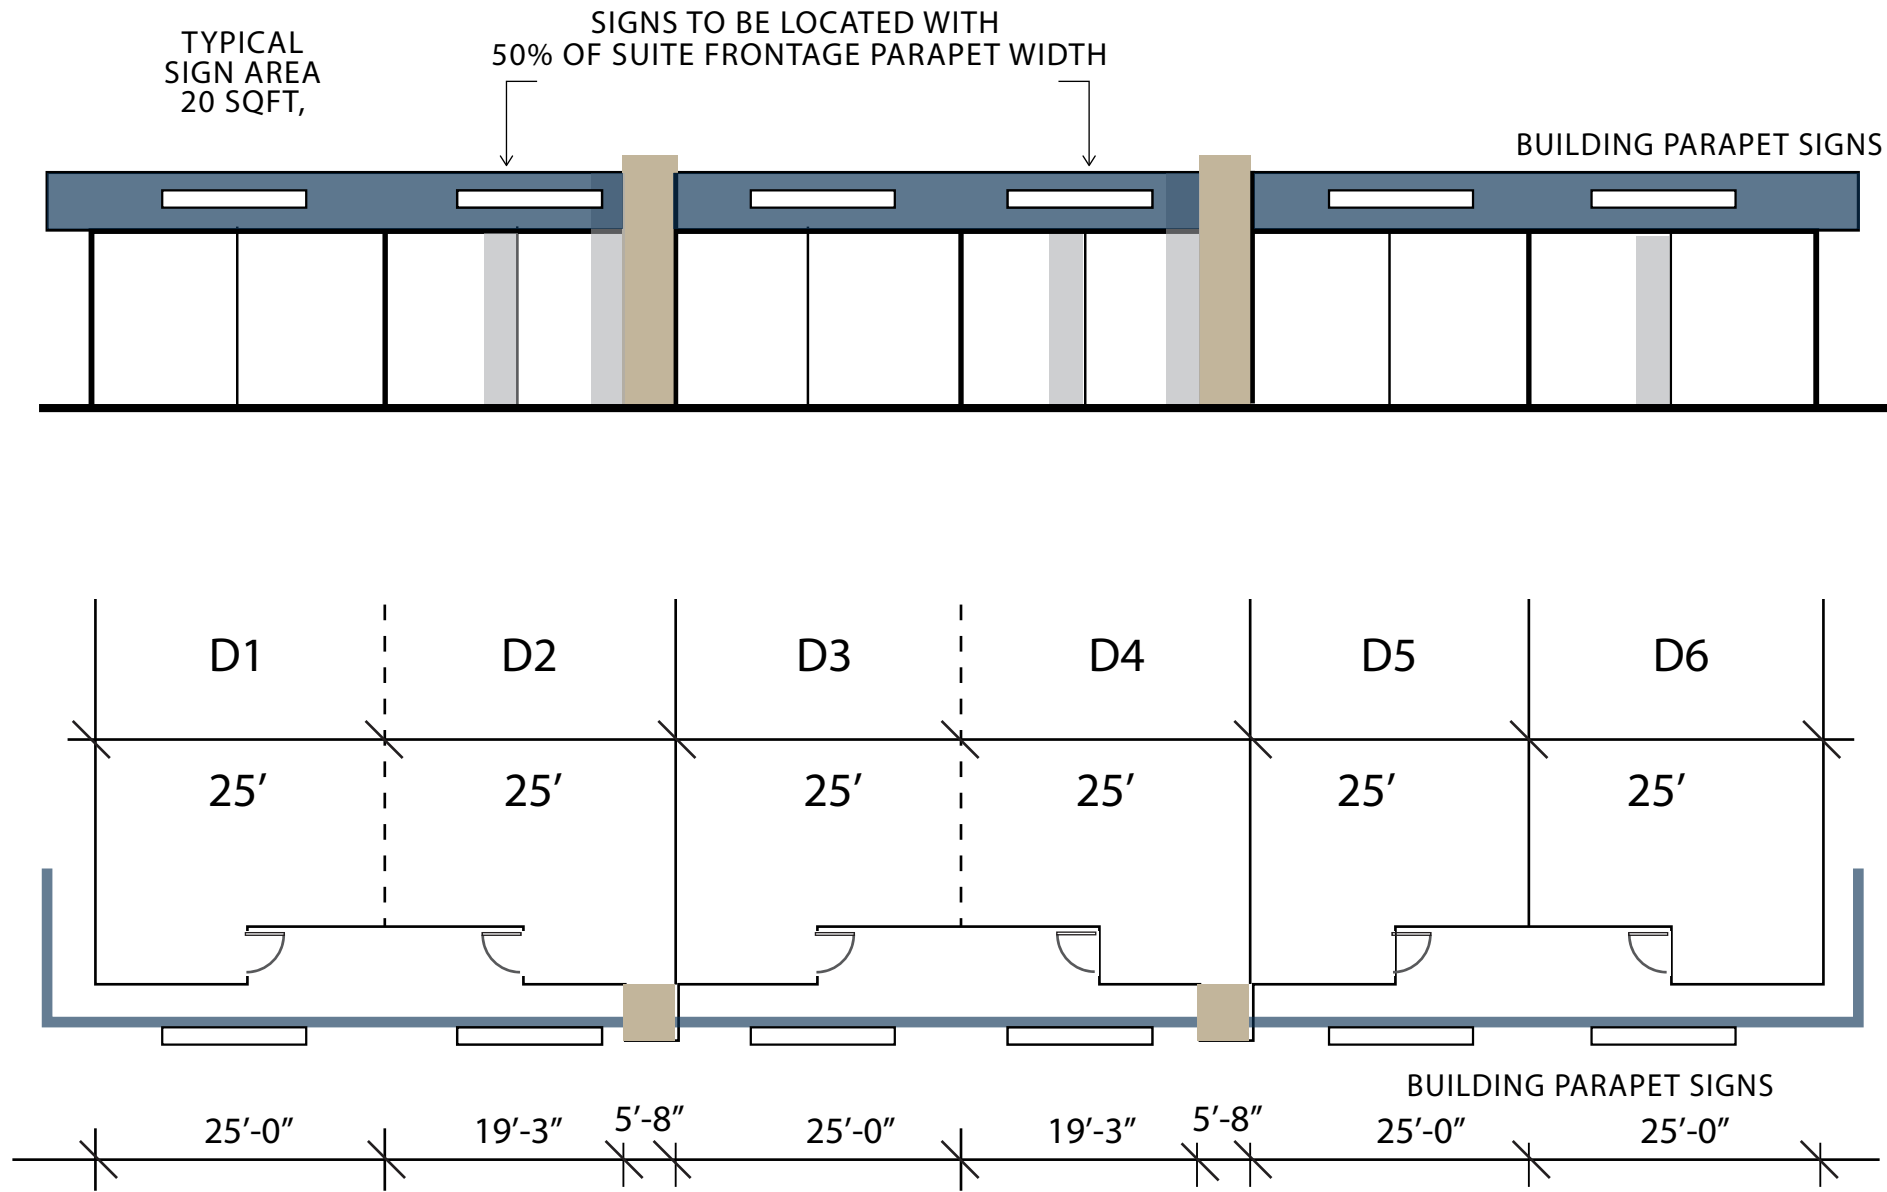 TYPICAL
SIGN AREA
20 SQFT,
SIGNS TO BE LOCATED WITH
50% OF SUITE FRONTAGE PARAPET WIDTH
BUILDING PARAPET SIGNS
D1 D2 D3 D4 D5 D6
25′ 25′ 25′ 25′ 25′ 25′
BUILDING PARAPET SIGNS
25′-0″ 19′-3″ 5′-8″ 25′-0″ 19′-3″ 5′-8″ 25′-0″ 25′-0″